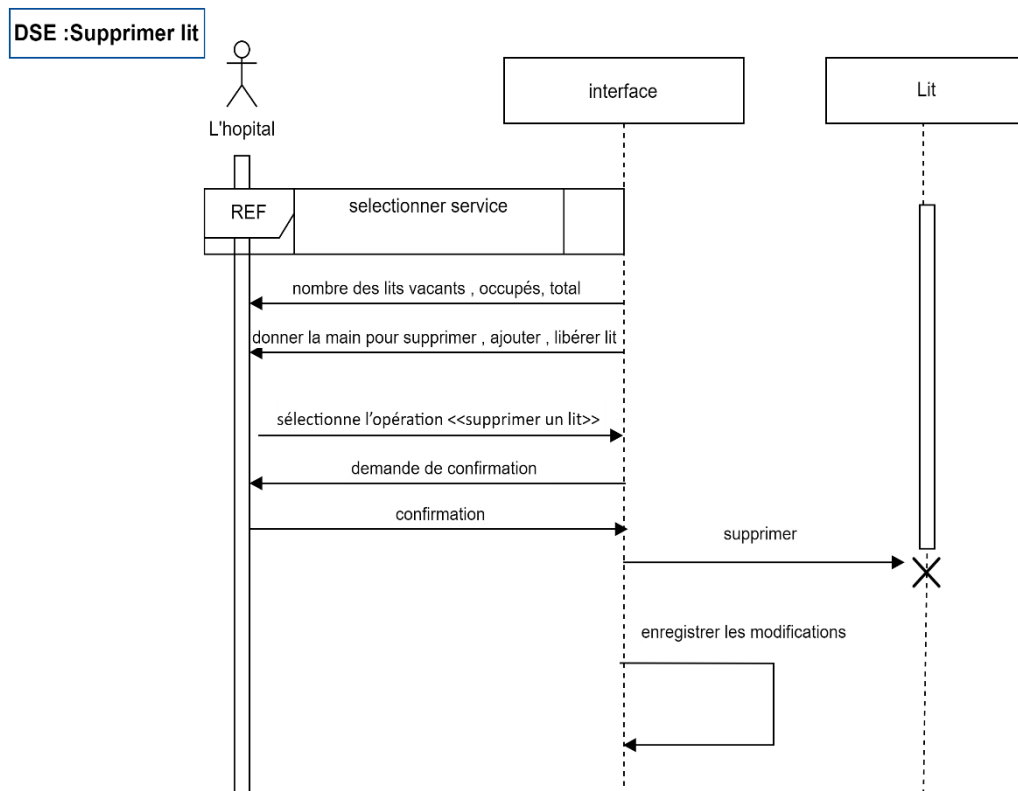 DSE :Supprimer lit
L'hopital
interface
Lit
REF
selectionner service
nombre des lits vacants , occupés, total
donner la main pour supprimer , ajouter , libérer lit
sélectionne l'opération <<supprimer un lit>>
demande de confirmation
confirmation
supprimer
enregistrer les modifications